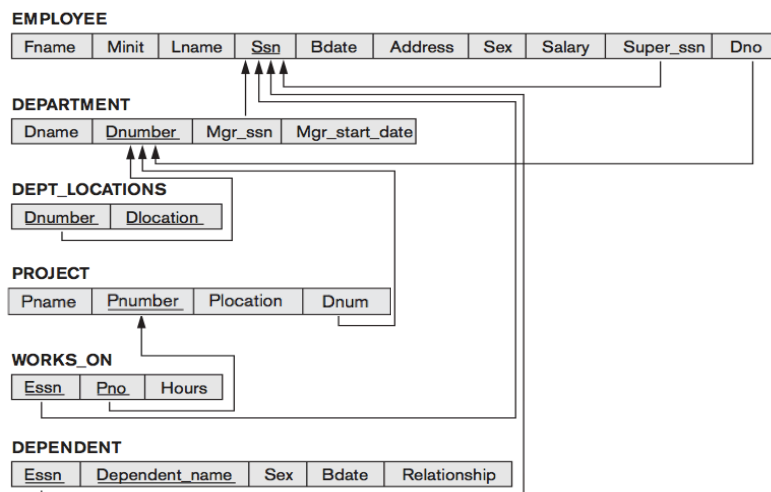 EMPLOYEE
Fname Minit Lname Ssn Bdate Address Sex Salary Super_ssn Dno
DEPARTMENT
Dname Dnumber Mgr_ssn Mgr_start_date
DEPT_LOCATIONS
Dnumber Dlocation
PROJECT
Pname Pnumber Plocation Dnum
WORKS_ON
Essn Pno Hours
DEPENDENT
Essn Dependent_name Sex Bdate Relationship